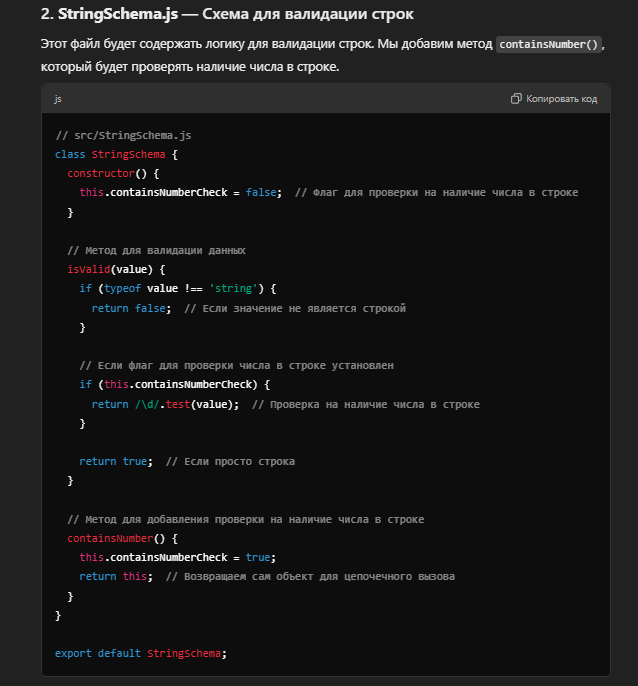 2. StringSchema.js — Схема для валидации строк
Этот файл будет содержать логику для валидации строк. Мы добавим метод containsNumber(),
который будет проверять наличие числа в строке.
js
Копировать код
// src/StringSchema.js
class StringSchema {
  constructor() {
    this.containsNumberCheck = false;  // Флаг для проверки на наличие числа в строке
  }

  // Метод для валидации данных
  isValid(value) {
    if (typeof value !== 'string') {
      return false;  // Если значение не является строкой
    }

    // Если флаг для проверки числа в строке установлен
    if (this.containsNumberCheck) {
      return /\d/.test(value);  // Проверка на наличие числа в строке
    }

    return true;  // Если просто строка
  }

  // Метод для добавления проверки на наличие числа в строке
  containsNumber() {
    this.containsNumberCheck = true;
    return this;  // Возвращаем сам объект для цепочечного вызова
  }
}

export default StringSchema;